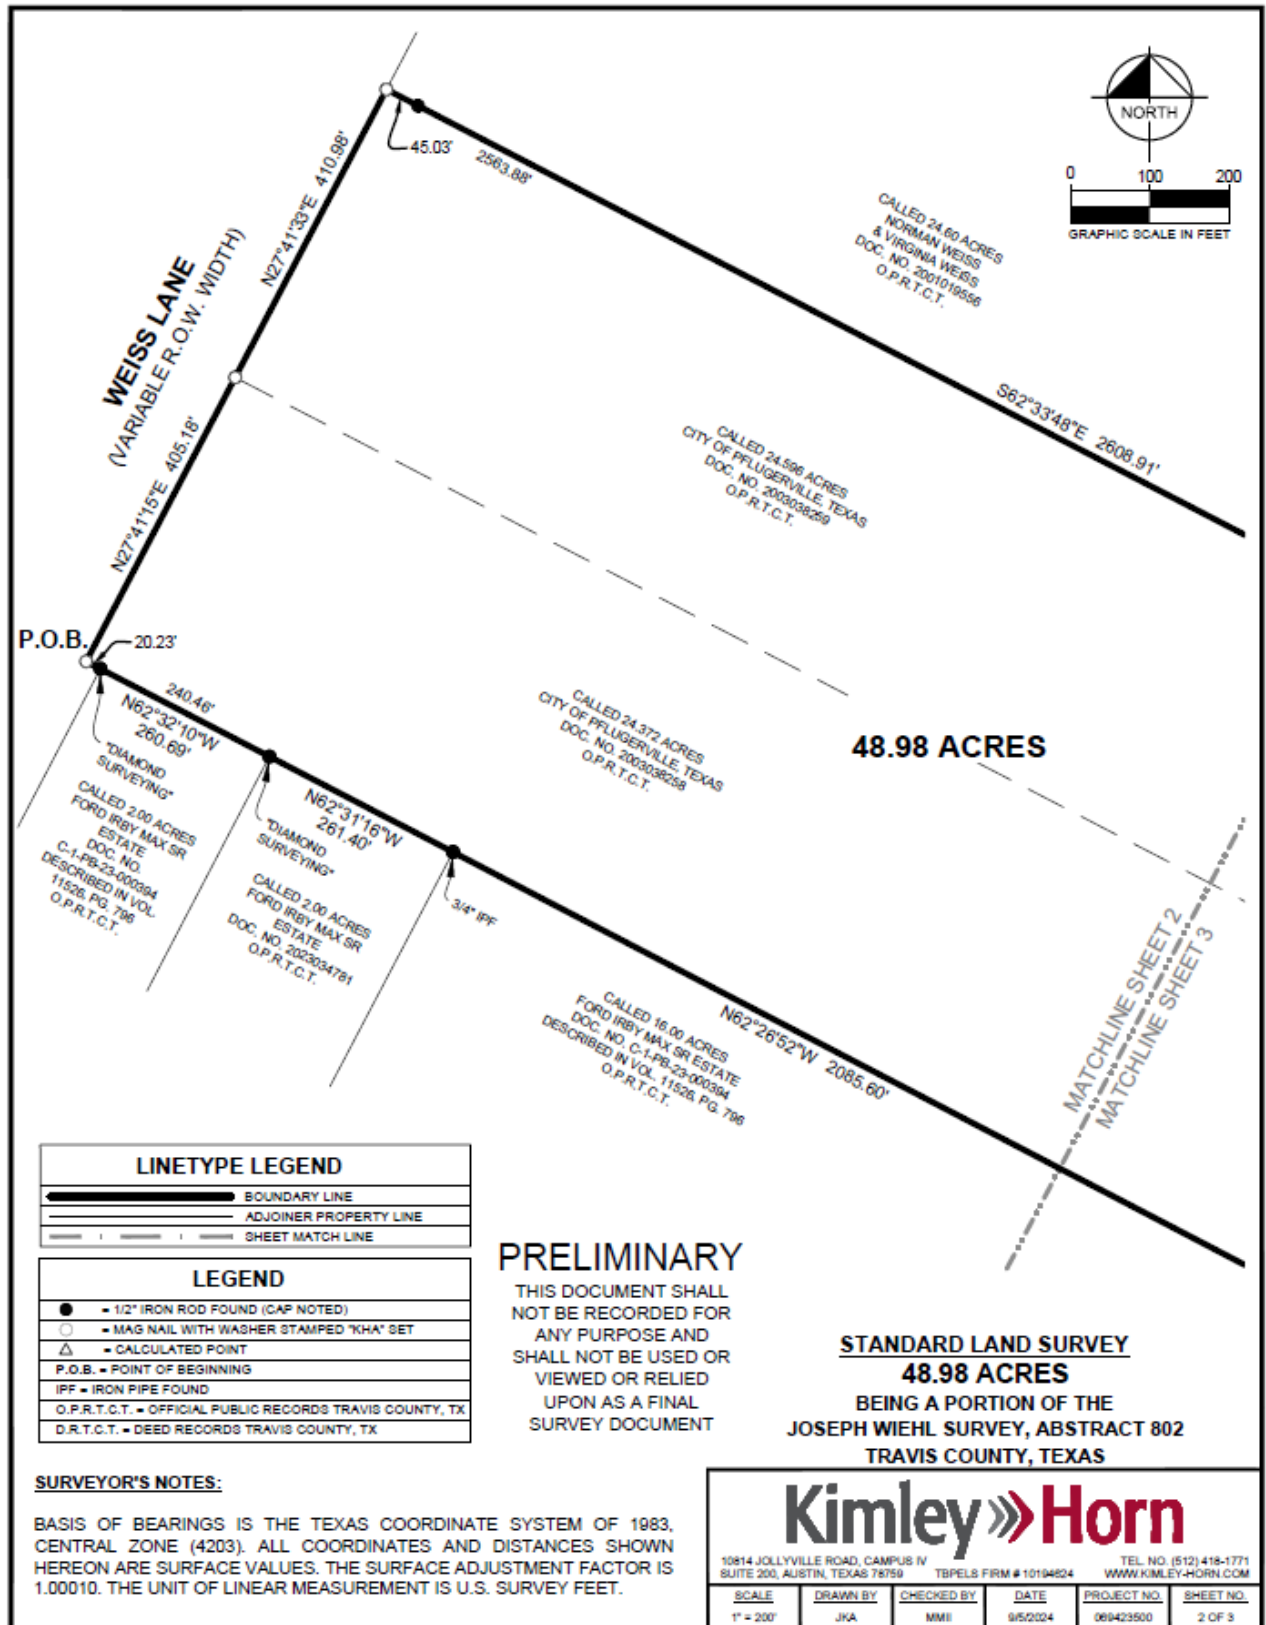 NORTH
0 100 200
GRAPHIC SCALE IN FEET
45.03'
2563.88'
N27°41'33"E 410.98'
WEISS LANE
(VARIABLE R.O.W. WIDTH)
CALLED 24.60 ACRES
NORMAN WEISS
& VIRGINIA WEISS
DOC. NO. 2001019556
O.P.R.T.C.T.
S62°33'48"E 2608.91'
CALLED 24.596 ACRES
CITY OF PFLUGERVILLE, TEXAS
DOC. NO. 2003038259
O.P.R.T.C.T.
N27°41'15"E 405.18'
P.O.B.
20.23'
240.46'
N62°32'10"W
260.69'
"DIAMOND
SURVEYING"
CALLED 2.00 ACRES
FORD IRBY MAX SR
ESTATE
DOC. NO.
C-1-PB-23-000394
DESCRIBED IN VOL.
11526, PG. 796
O.P.R.T.C.T.
N62°31'16"W
261.40'
"DIAMOND
SURVEYING"
CALLED 2.00 ACRES
FORD IRBY MAX SR
ESTATE
DOC. NO. 2023034781
O.P.R.T.C.T.
CALLED 24.372 ACRES
CITY OF PFLUGERVILLE, TEXAS
DOC. NO. 2003038258
O.P.R.T.C.T.
48.98 ACRES
3/4" IPF
CALLED 16.00 ACRES
FORD IRBY MAX SR ESTATE
DOC. NO. C-1-PB-23-000394
DESCRIBED IN VOL. 11526, PG. 796
O.P.R.T.C.T.
N62°26'52"W 2085.60'
MATCHLINE SHEET 2
MATCHLINE SHEET 3
LINETYPE LEGEND
BOUNDARY LINE
ADJOINER PROPERTY LINE
SHEET MATCH LINE
LEGEND
= 1/2" IRON ROD FOUND (CAP NOTED)
= MAG NAIL WITH WASHER STAMPED "KHA" SET
= CALCULATED POINT
P.O.B. = POINT OF BEGINNING
IPF = IRON PIPE FOUND
O.P.R.T.C.T. = OFFICIAL PUBLIC RECORDS TRAVIS COUNTY, TX
D.R.T.C.T. = DEED RECORDS TRAVIS COUNTY, TX
PRELIMINARY
THIS DOCUMENT SHALL
NOT BE RECORDED FOR
ANY PURPOSE AND
SHALL NOT BE USED OR
VIEWED OR RELIED
UPON AS A FINAL
SURVEY DOCUMENT
STANDARD LAND SURVEY
48.98 ACRES
BEING A PORTION OF THE
JOSEPH WIEHL SURVEY, ABSTRACT 802
TRAVIS COUNTY, TEXAS
SURVEYOR'S NOTES:
BASIS OF BEARINGS IS THE TEXAS COORDINATE SYSTEM OF 1983,
CENTRAL ZONE (4203). ALL COORDINATES AND DISTANCES SHOWN
HEREON ARE SURFACE VALUES. THE SURFACE ADJUSTMENT FACTOR IS
1.00010. THE UNIT OF LINEAR MEASUREMENT IS U.S. SURVEY FEET.
Kimley»Horn
10814 JOLLYVILLE ROAD, CAMPUS IV TEL. NO. (512) 418-1771
SUITE 200, AUSTIN, TEXAS 78759 TBPELS FIRM # 10194624 WWW.KIMLEY-HORN.COM
SCALE DRAWN BY CHECKED BY DATE PROJECT NO. SHEET NO.
1" = 200' JKA MMII 9/5/2024 069423500 2 OF 3